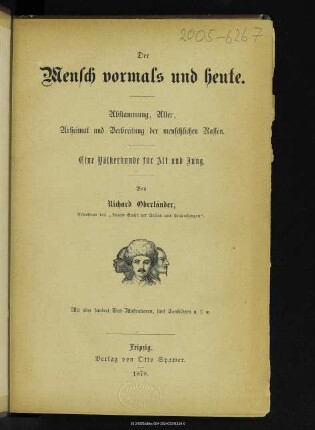 2005-6267
Der
Mensch vormals und heute.
Abstammung, Alter,
Urheimat und Verbreitung der menschlichen Rassen.
Eine Völkerkunde für Alt und Jung.
Von
Richard Oberländer,
Mit über hundert Text-Illustrationen, fünf Tonbildern u. s. w.
Leipzig.
Verlag von Otto Spamer.
1878.